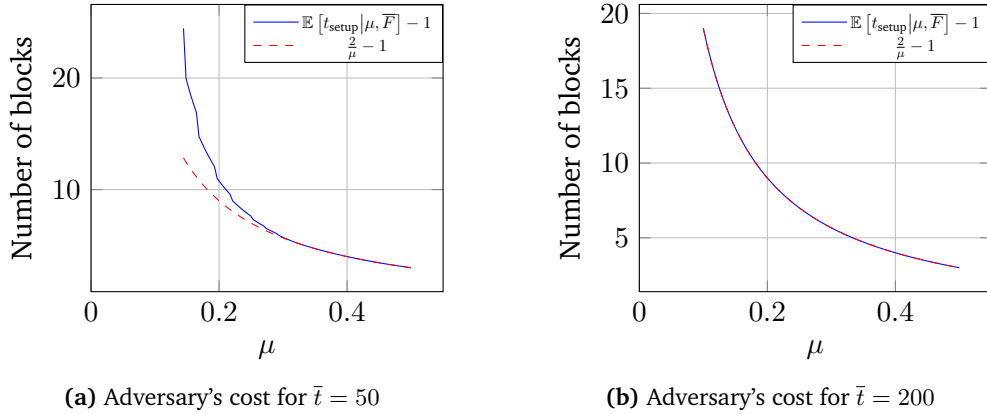 𝔼 [t_setup|μ, F̅] − 1
2/μ − 1
Number of blocks
20
10
0
0.2
0.4
μ
(a) Adversary's cost for t̅ = 50
𝔼 [t_setup|μ, F̅] − 1
2/μ − 1
Number of blocks
20
15
10
5
0
0.2
0.4
μ
(b) Adversary's cost for t̅ = 200